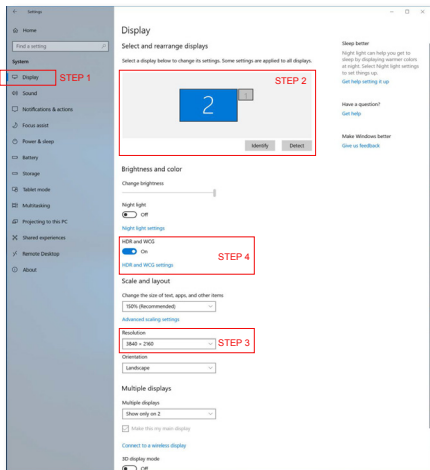 Settings
Home
Find a setting
System
Display
STEP 1
Sound
Notifications & actions
Focus assist
Power & sleep
Battery
Storage
Tablet mode
Multitasking
Projecting to this PC
Shared experiences
Remote Desktop
About
Display
Select and rearrange displays
Select a display below to change its settings. Some settings are applied to all displays.
STEP 2
2
1
Identify
Detect
Brightness and color
Change brightness
Night light
Off
Night light settings
HDR and WCG
On
HDR and WCG settings
STEP 4
Scale and layout
Change the size of text, apps, and other items
150% (Recommended)
Advanced scaling settings
Resolution
3840 × 2160
STEP 3
Orientation
Landscape
Multiple displays
Multiple displays
Show only on 2
Make this my main display
Connect to a wireless display
3D display mode
Off
Sleep better
Night light can help you get to
sleep by displaying warmer colors
at night. Select Night light settings
to set things up.
Get help setting it up
Have a question?
Get help
Make Windows better
Give us feedback